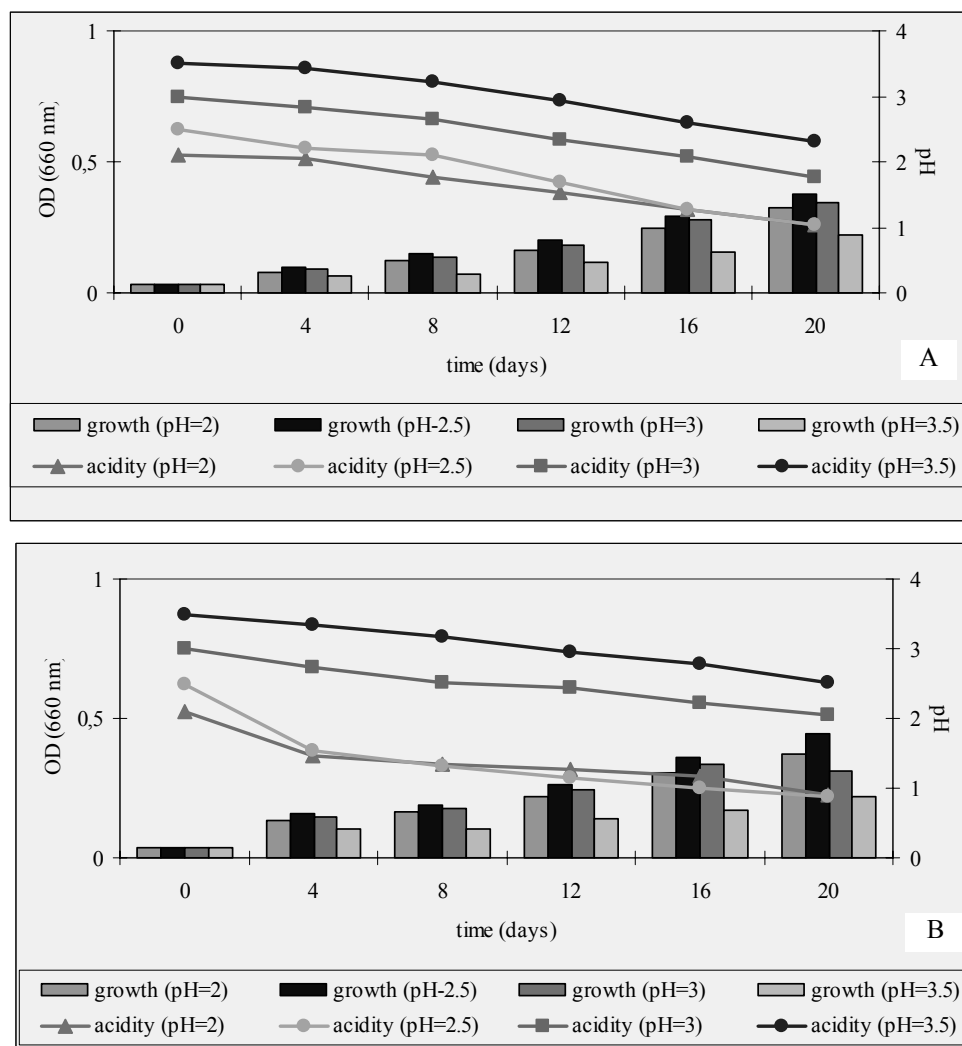 1
0,5
0
OD (660 nm)
4
3
2
1
0
pH
0 4 8 12 16 20
time (days)
A
growth (pH=2) growth (pH-2.5) growth (pH=3) growth (pH=3.5)
acidity (pH=2) acidity (pH=2.5) acidity (pH=3) acidity (pH=3.5)
1
0,5
0
OD (660 nm)
4
3
2
1
0
pH
0 4 8 12 16 20
time (days)
B
growth (pH=2) growth (pH-2.5) growth (pH=3) growth (pH=3.5)
acidity (pH=2) acidity (pH=2.5) acidity (pH=3) acidity (pH=3.5)